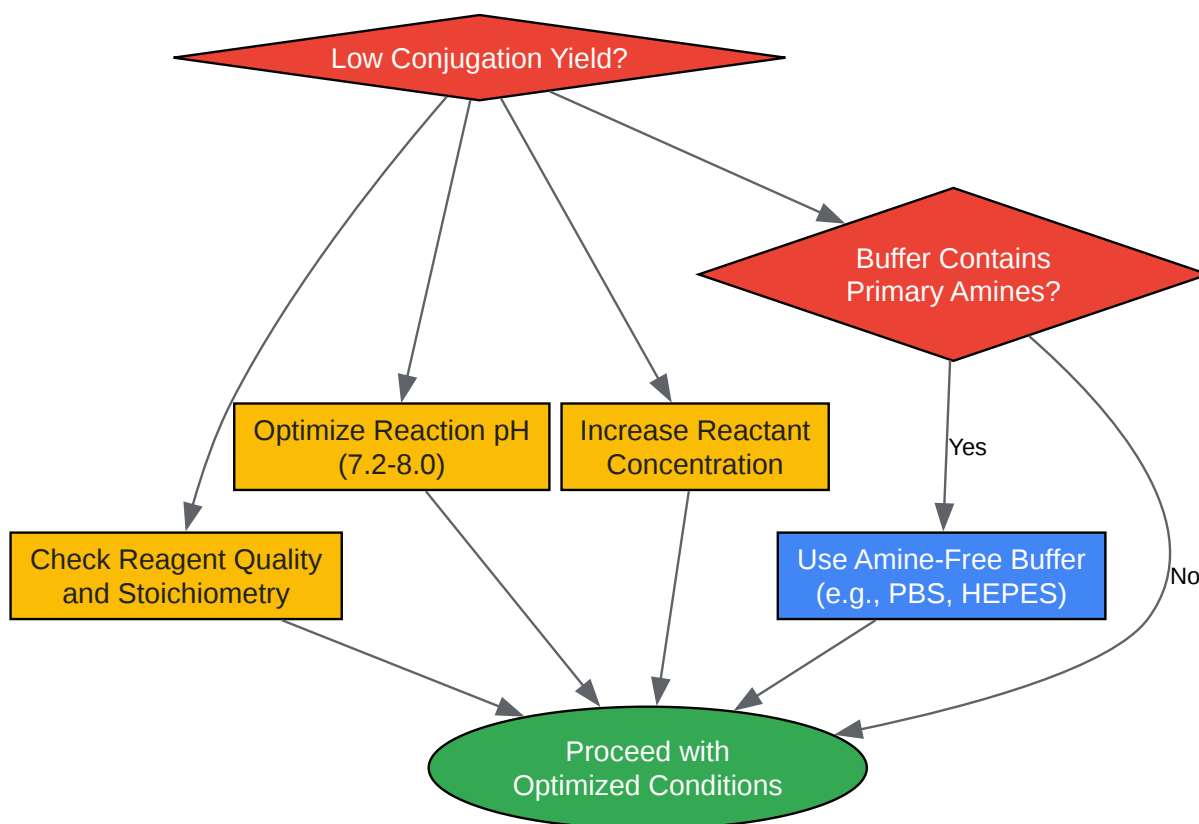 Low Conjugation Yield?
Buffer Contains
Primary Amines?
Optimize Reaction pH
(7.2-8.0)
Increase Reactant
Concentration
Yes
Check Reagent Quality
and Stoichiometry
Use Amine-Free Buffer
(e.g., PBS, HEPES)
No
Proceed with
Optimized Conditions